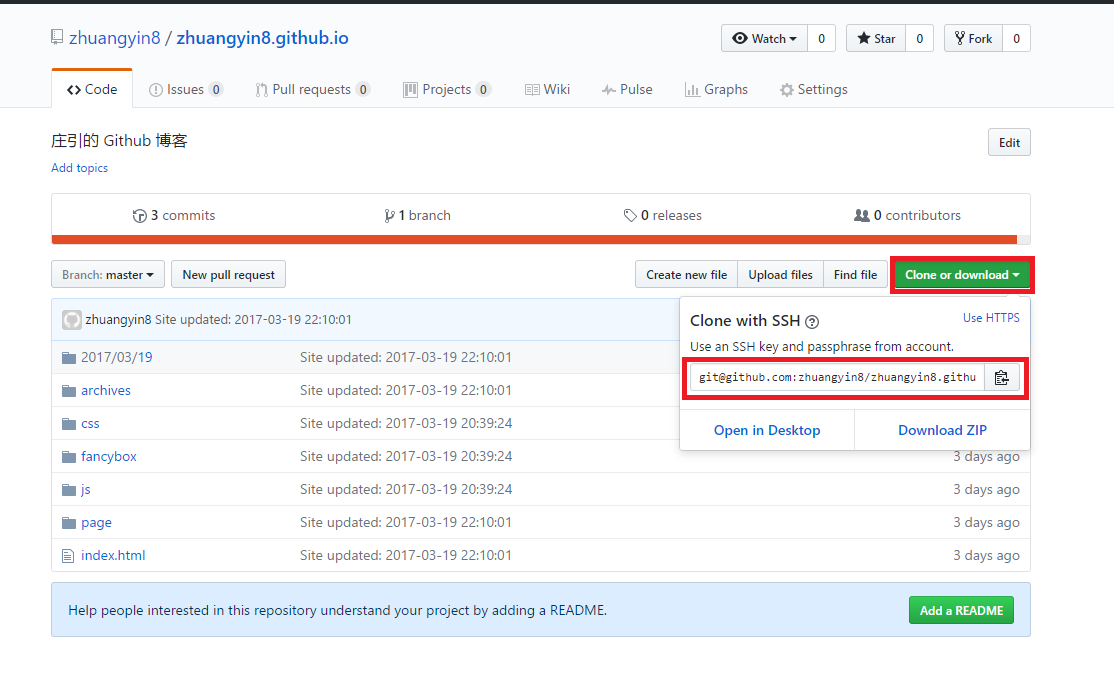 zhuangyin8 / zhuangyin8.github.io
Watch 0 Star 0 Fork 0
Code Issues 0 Pull requests 0 Projects 0 Wiki Pulse Graphs Settings
庄引的 Github 博客
Edit
Add topics
3 commits 1 branch 0 releases 0 contributors
Branch: master New pull request Create new file Upload files Find file Clone or download
zhuangyin8 Site updated: 2017-03-19 22:10:01
Clone with SSH ? Use HTTPS
Use an SSH key and passphrase from account.
git@github.com:zhuangyin8/zhuangyin8.githu
Open in Desktop Download ZIP
2017/03/19 Site updated: 2017-03-19 22:10:01
archives Site updated: 2017-03-19 22:10:01
css Site updated: 2017-03-19 20:39:24
fancybox Site updated: 2017-03-19 20:39:24 3 days ago
js Site updated: 2017-03-19 20:39:24 3 days ago
page Site updated: 2017-03-19 22:10:01 3 days ago
index.html Site updated: 2017-03-19 22:10:01 3 days ago
Help people interested in this repository understand your project by adding a README. Add a README